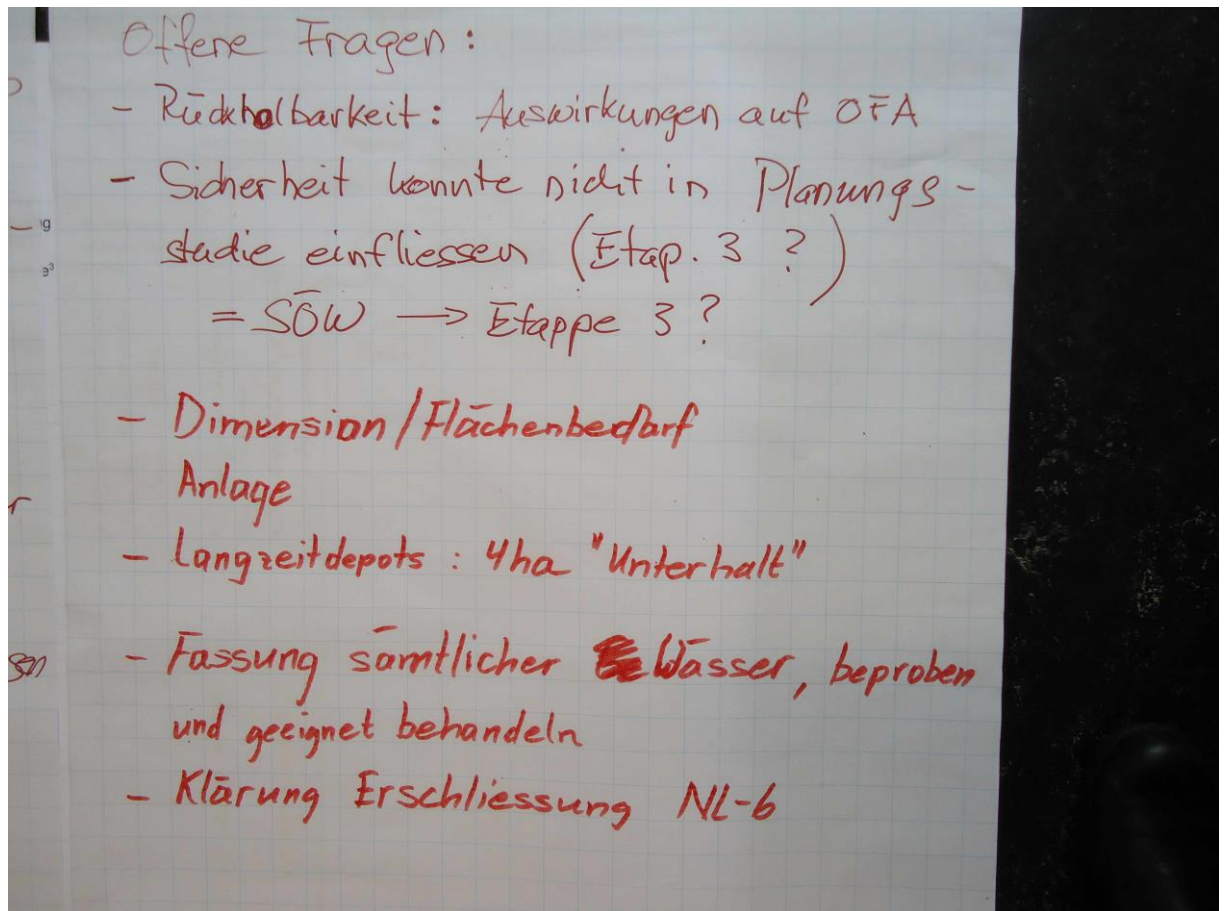 Offene Fragen:
- Rückholbarkeit: Auswirkungen auf OFA
- Sicherheit konnte nicht in Planungs-
studie einfliessen (Etap. 3 ?)
= SÖW → Etappe 3 ?
- Dimension/Flächenbedarf
Anlage
- Langzeitdepots : 4ha "Unterhalt"
- Fassung sämtlicher Wässer, beproben
und geeignet behandeln
- Klärung Erschliessung NL-6